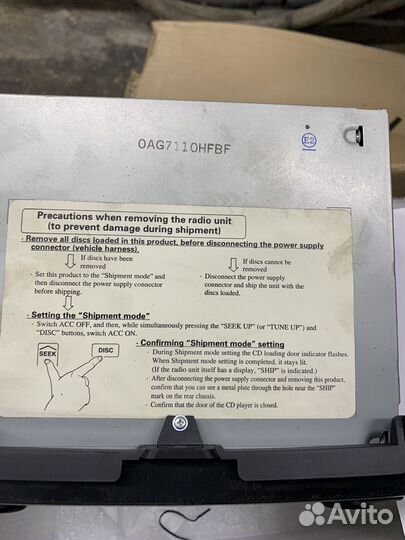 0AG7110HFBF
E2
Precautions when removing the radio unit
(to prevent damage during shipment)
· Remove all discs loaded in this product, before disconnecting the power supply
connector (vehicle harness).
If discs have been
removed
If discs cannot be
removed
· Set this product to the "Shipment mode" and
then disconnect the power supply connector
before shipping.
· Disconnect the power supply
connector and ship the unit with the
discs loaded.
· Setting the "Shipment mode"
· Switch ACC OFF, and then, while simultaneously pressing the "SEEK UP" (or "TUNE UP") and
"DISC" buttons, switch ACC ON.
SEEK
DISC
· Confirming "Shipment mode" setting
· During Shipment mode setting the CD loading door indicator flashes.
When Shipment mode setting is completed, it stays lit.
(If the radio unit itself has a display, "SHIP" is indicated.)
· After disconnecting the power supply connector and removing this product,
confirm that you can see a metal plate through the hole near the "SHIP"
mark on the rear chassis.
· Confirm that the door of the CD player is closed.
Avito